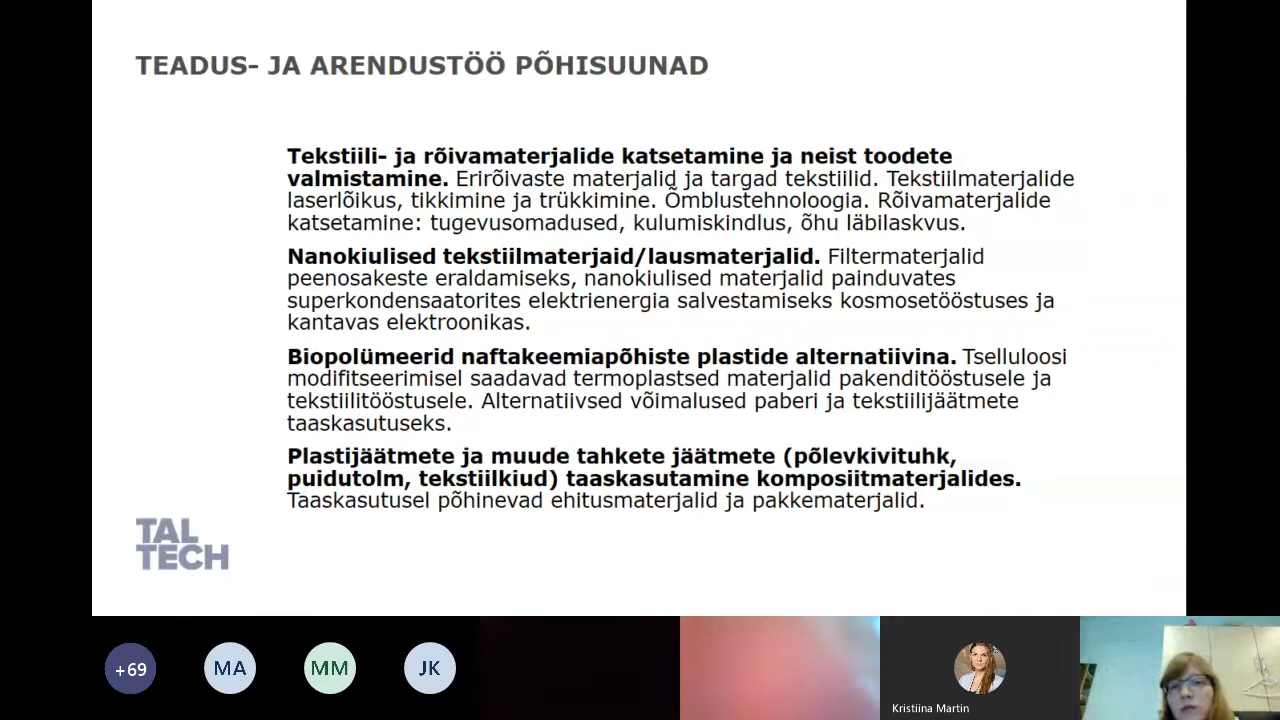 TEADUS- JA ARENDUSTÖÖ PÕHISUUNAD
Tekstiili- ja rõivamaterjalide katsetamine ja neist toodete
valmistamine. Erirõivaste materjalid ja targad tekstiilid. Tekstiilmaterjalide
laserlõikus, tikkimine ja trükkimine. Õmblustehnoloogia. Rõivamaterjalide
katsetamine: tugevusomadused, kulumiskindlus, õhu läbilaskvus.
Nanokiulised tekstiilmaterjaid/lausmaterjalid. Filtermaterjalid
peenosakeste eraldamiseks, nanokiulised materjalid painduvates
superkondensaatorites elektrienergia salvestamiseks kosmosetööstuses ja
kantavas elektroonikas.
Biopolümeerid naftakeemiapõhiste plastide alternatiivina. Tselluloosi
modifitseerimisel saadavad termoplastsed materjalid pakenditööstusele ja
tekstiilitööstusele. Alternatiivsed võimalused paberi ja tekstiilijäätmete
taaskasutuseks.
Plastijäätmete ja muude tahkete jäätmete (põlevkivituhk,
puidutolm, tekstiilkiud) taaskasutamine komposiitmaterjalides.
Taaskasutusel põhinevad ehitusmaterjalid ja pakkematerjalid.
TAL
TECH
+69
MA
MM
JK
Kristiina Martin